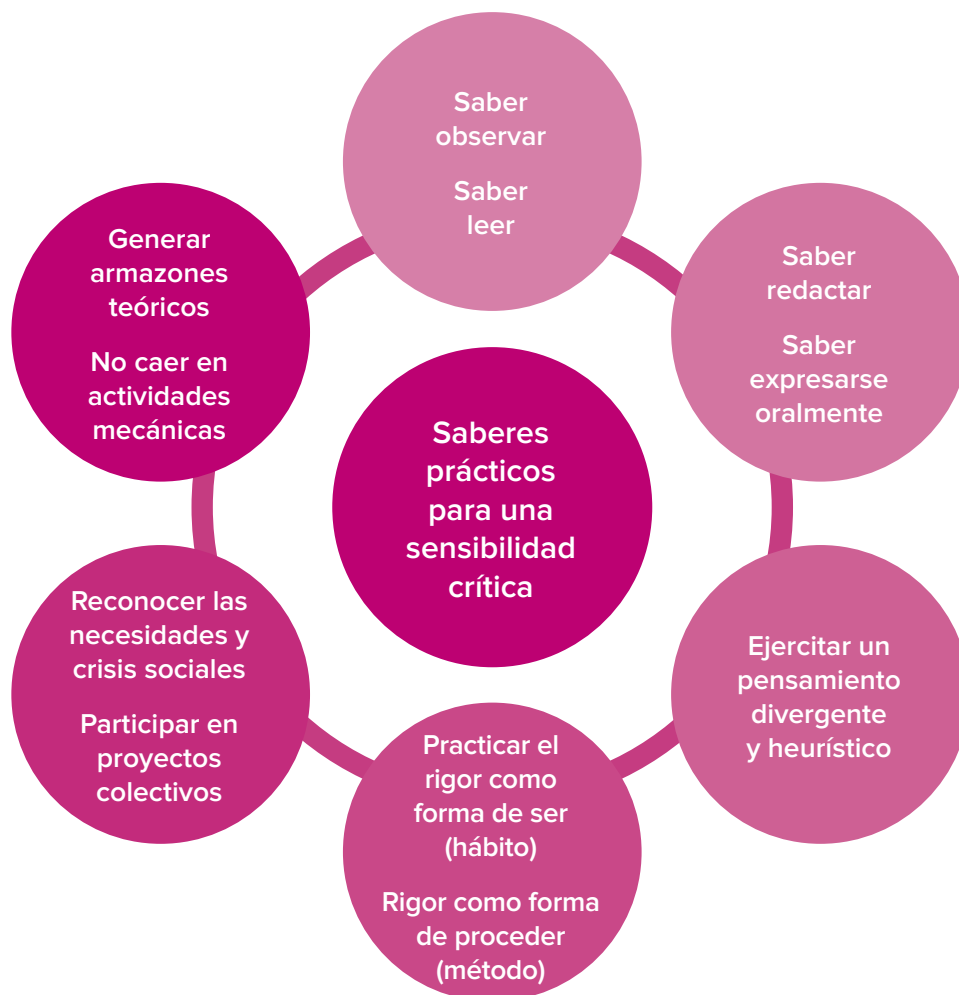 Saber
observar
Saber
leer
Saber
redactar
Saber
expresarse
oralmente
Ejercitar un
pensamiento
divergente
y heurístico
Practicar el
rigor como
forma de ser
(hábito)
Rigor como forma
de proceder
(método)
Reconocer las
necesidades y
crisis sociales
Participar en
proyectos
colectivos
Generar
armazones
teóricos
No caer en
actividades
mecánicas
Saberes
prácticos
para una
sensibilidad
crítica